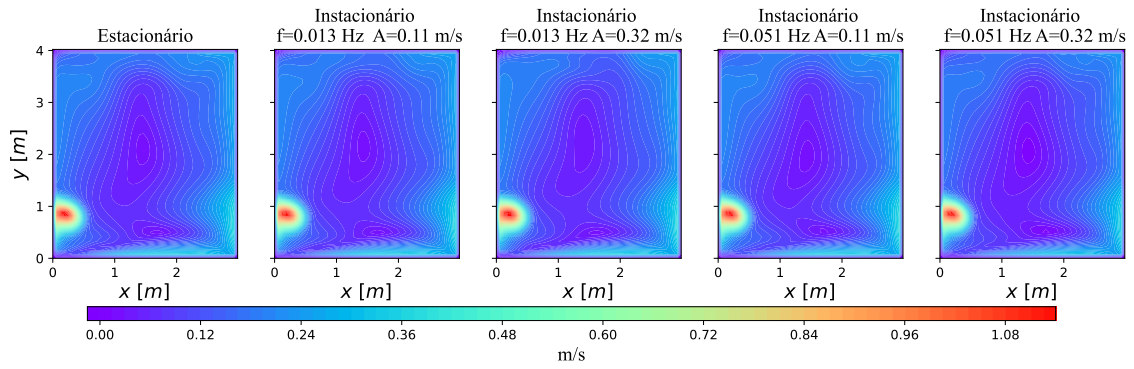 Estacionário
Instacionário
f=0.013 Hz A=0.11 m/s
Instacionário
f=0.013 Hz A=0.32 m/s
Instacionário
f=0.051 Hz A=0.11 m/s
Instacionário
f=0.051 Hz A=0.32 m/s
y [m]
4
3
2
1
0
0 1 2
0 1 2
0 1 2
0 1 2
0 1 2
x [m]
x [m]
x [m]
x [m]
x [m]
0.00 0.12 0.24 0.36 0.48 0.60 0.72 0.84 0.96 1.08
m/s